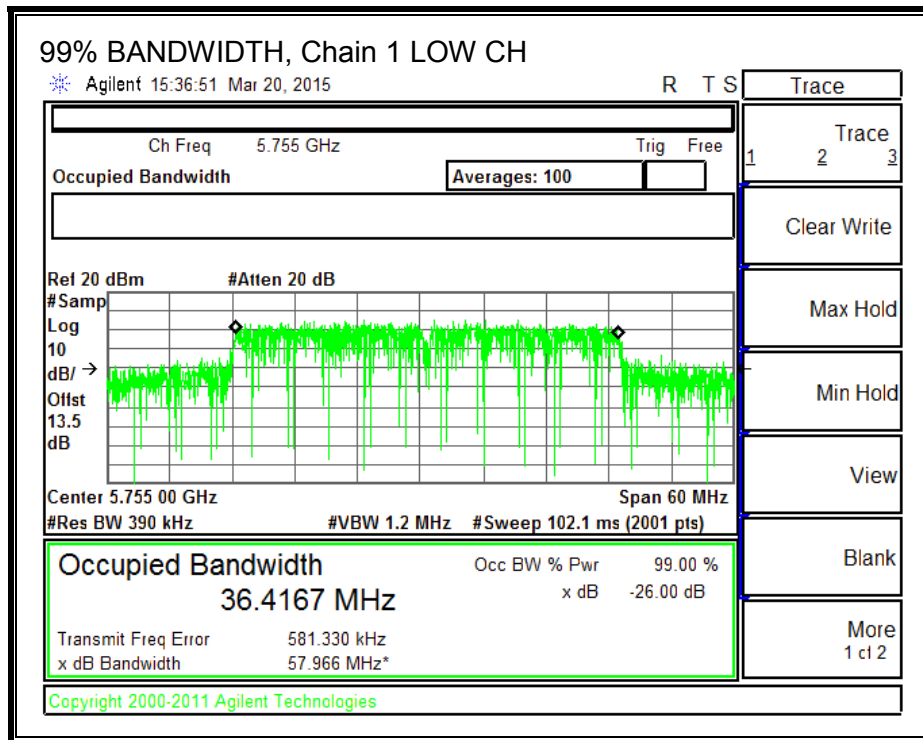 99% BANDWIDTH, Chain 1 LOW CH
Agilent 15:36:51 Mar 20, 2015 R T S
Trace
Ch Freq 5.755 GHz Trig Free
Occupied Bandwidth Averages: 100
Ref 20 dBm #Atten 20 dB
#Samp
Log
10
dB/
Offst
13.5
dB
Center 5.755 00 GHz Span 60 MHz
#Res BW 390 kHz #VBW 1.2 MHz #Sweep 102.1 ms (2001 pts)
Occupied Bandwidth Occ BW % Pwr 99.00 %
36.4167 MHz x dB -26.00 dB
Transmit Freq Error 581.330 kHz
x dB Bandwidth 57.966 MHz*
Copyright 2000-2011 Agilent Technologies
Trace
1 2 3
Clear Write
Max Hold
Min Hold
View
Blank
More
1 of 2